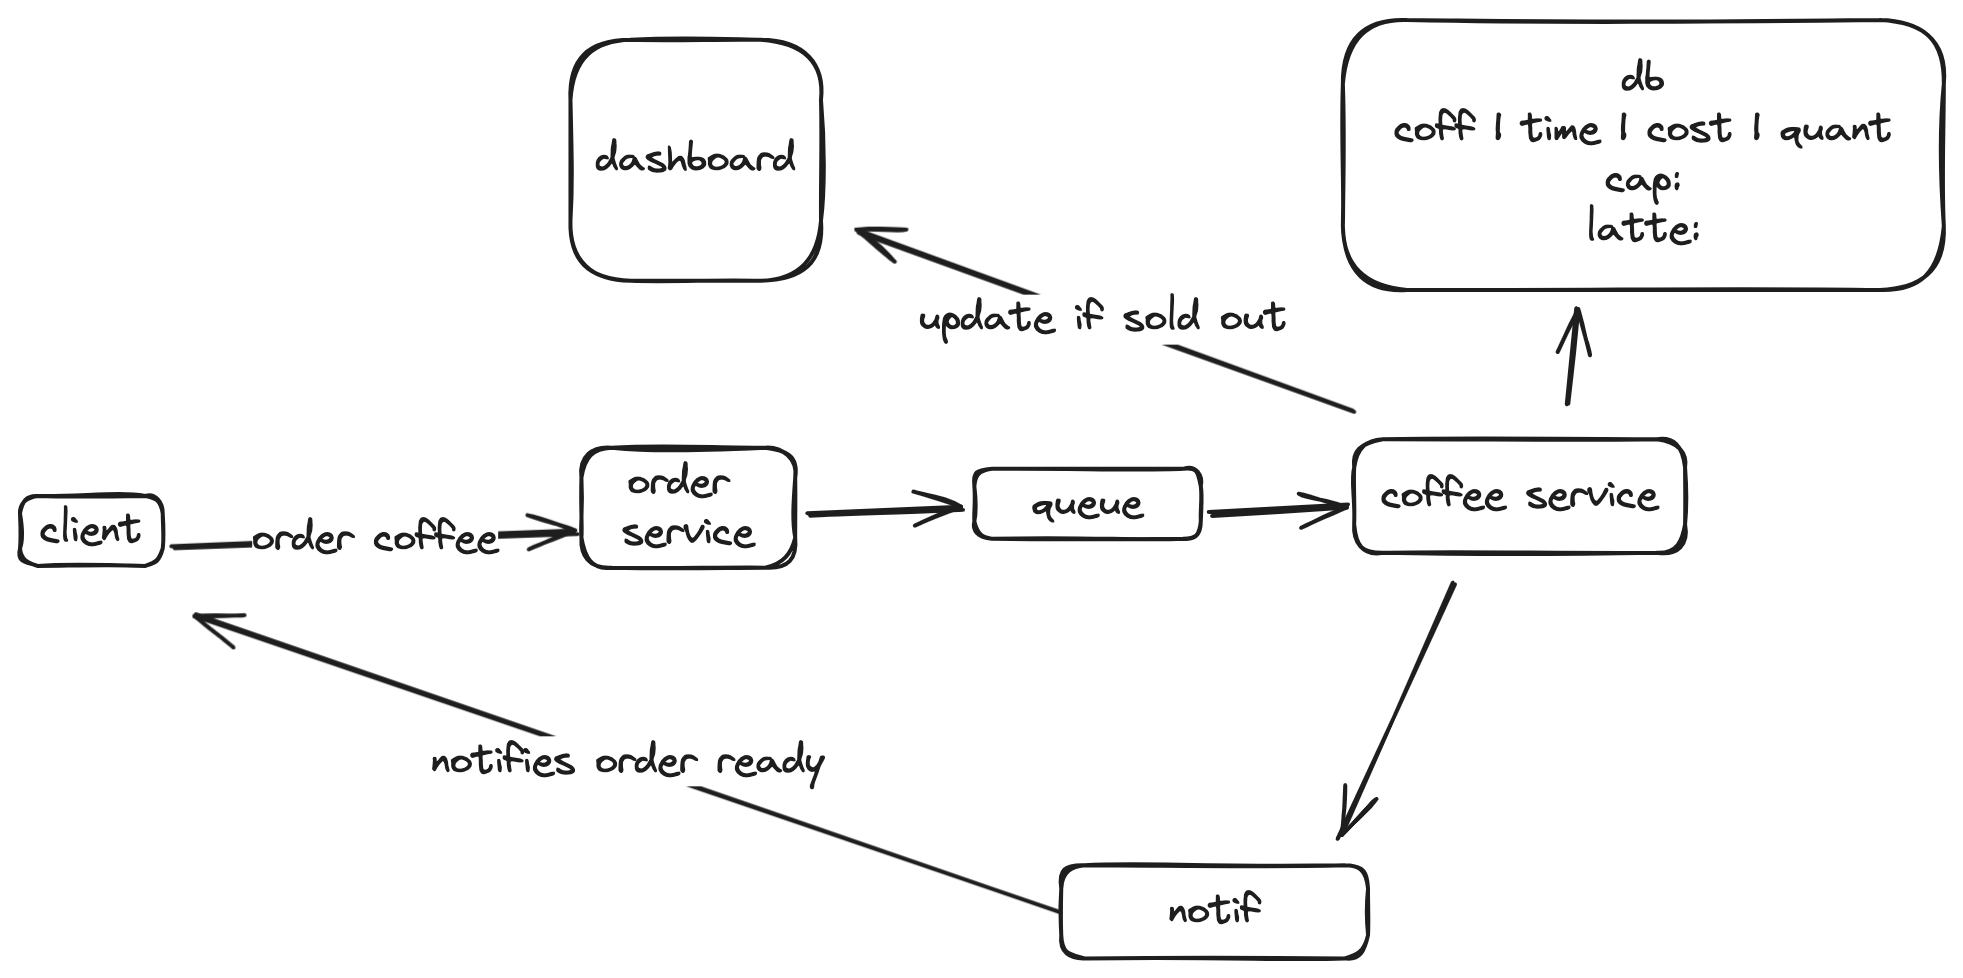 db
coff | time | cost | quant
cap:
latte:
dashboard
update if sold out
client
order coffee
order
service
queue
coffee service
notifies order ready
notif